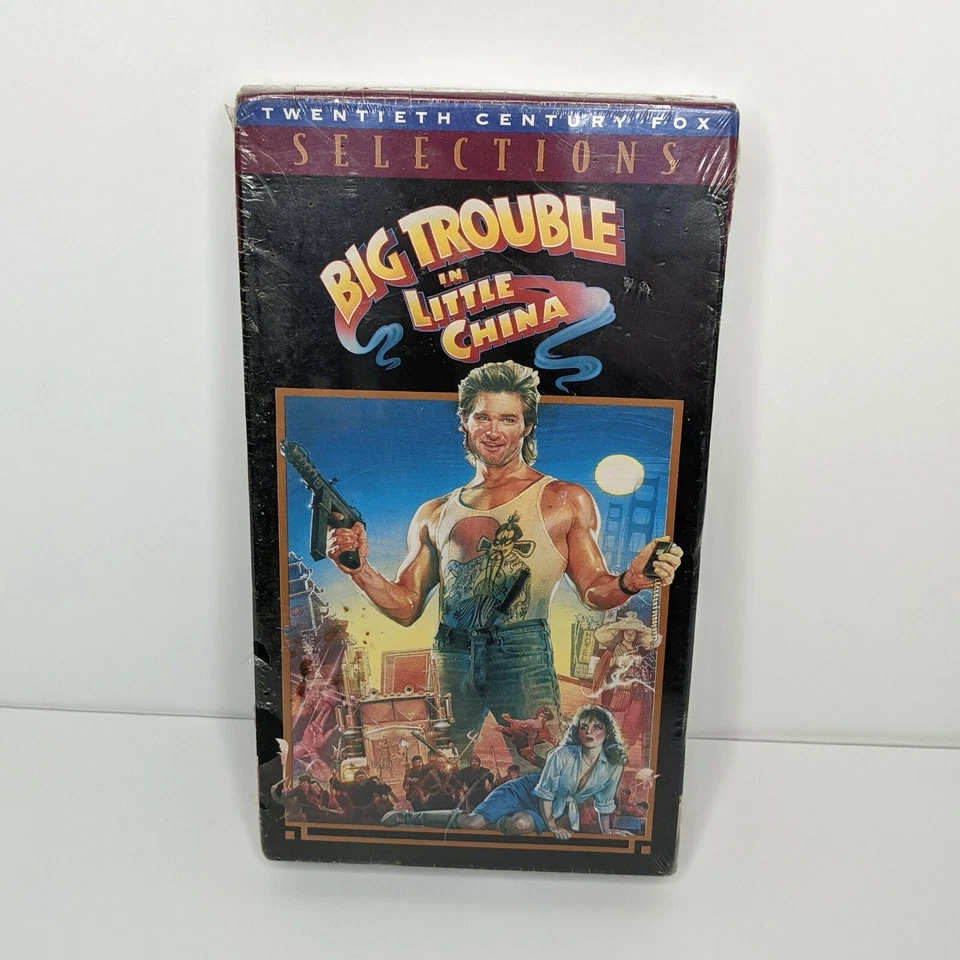 TWENTIETH CENTURY FOX
SELECTIONS
BIG TROUBLE
IN
LITTLE
CHINA